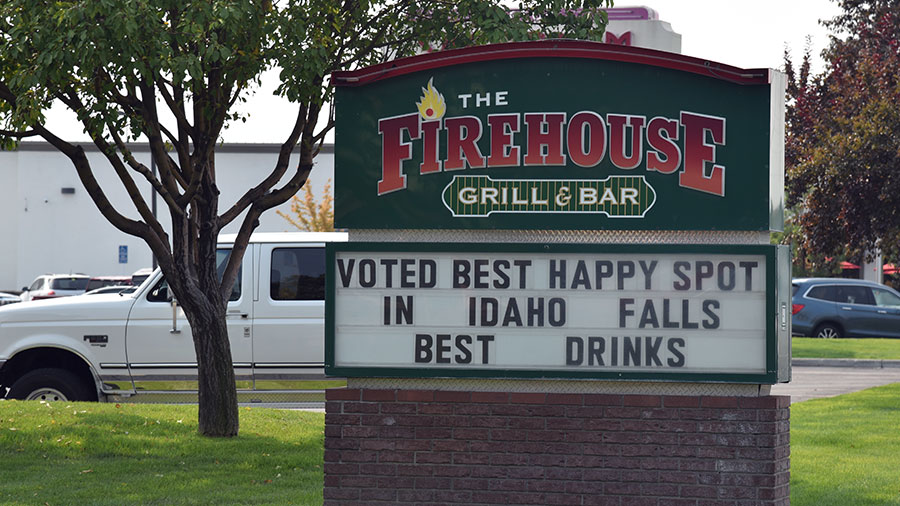 THE
FIREHOUSE
GRILL & BAR
VOTED BEST HAPPY SPOT
IN IDAHO FALLS
BEST DRINKS